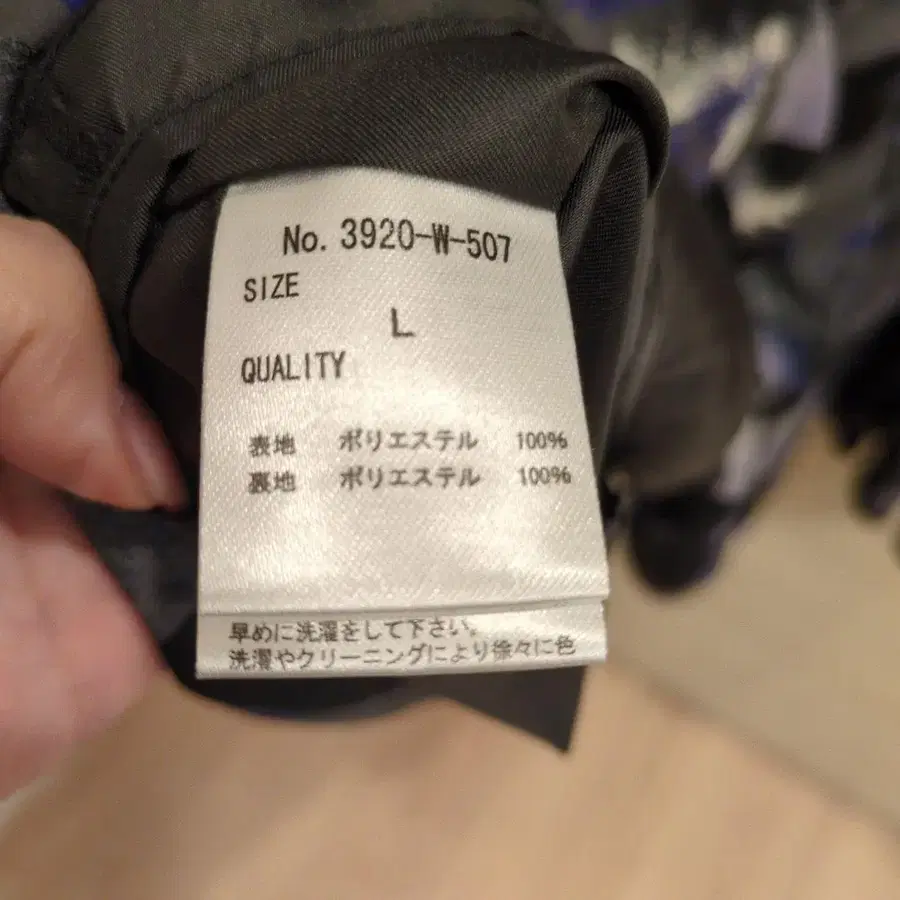 No. 3920-W-507
SIZE
L
QUALITY
表地 ポリエステル 100%
裏地 ポリエステル 100%
早めに洗濯をして下さい。
洗濯やクリーニングにより徐々に色